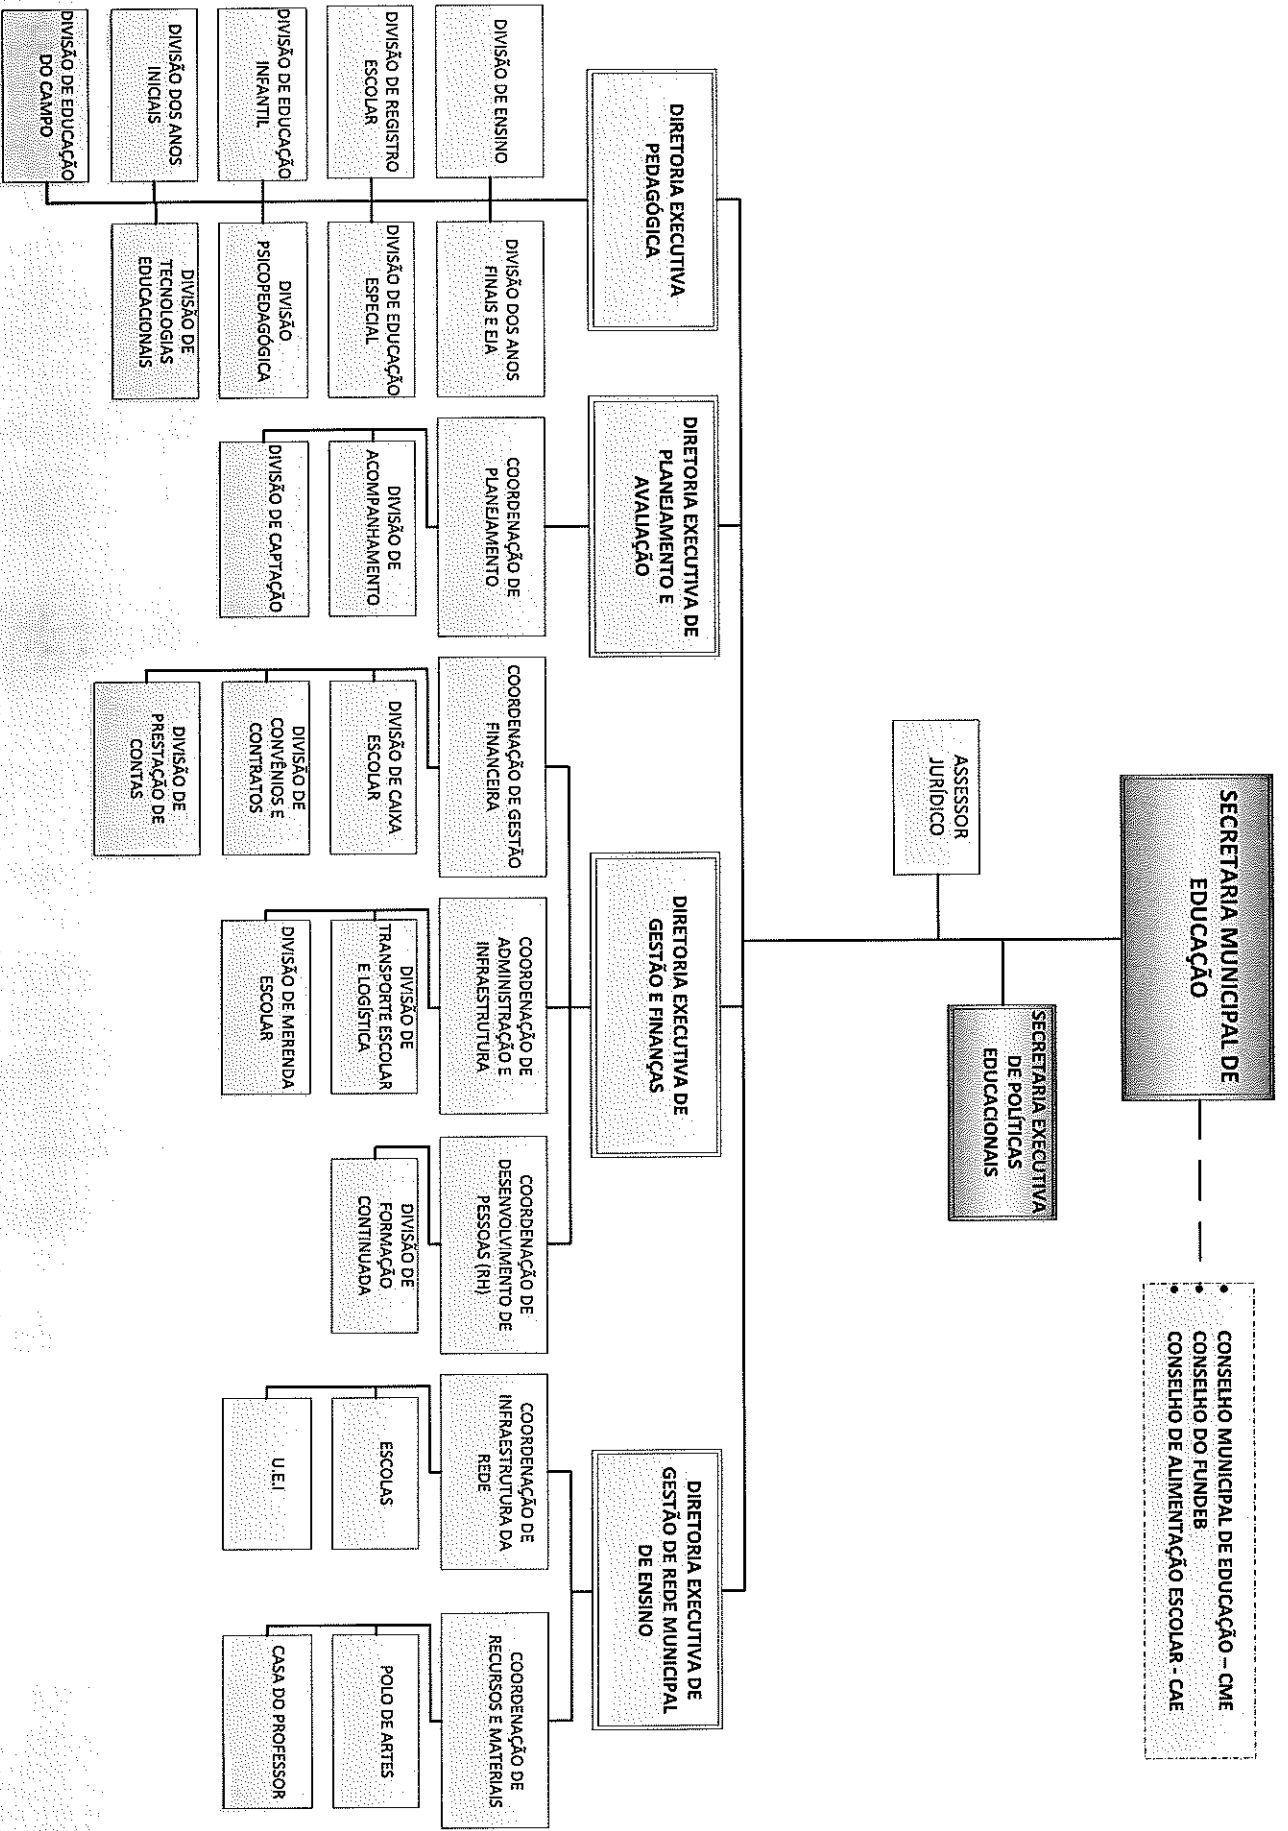 SECRETARIA MUNICIPAL DE
EDUCAÇÃO
• CONSELHO MUNICIPAL DE EDUCAÇÃO – CME
• CONSELHO DO FUNDEB
• CONSELHO DE ALIMENTAÇÃO ESCOLAR - CAE
SECRETARIA EXECUTIVA
DE POLÍTICAS
EDUCACIONAIS
ASSESSOR
JURÍDICO
DIRETORIA EXECUTIVA
PEDAGÓGICA
DIRETORIA EXECUTIVA DE
PLANEJAMENTO E
AVALIAÇÃO
DIRETORIA EXECUTIVA DE
GESTÃO E FINANÇAS
DIRETORIA EXECUTIVA DE
GESTÃO DE REDE MUNICIPAL
DE ENSINO
DIVISÃO DE ENSINO
DIVISÃO DOS ANOS
FINAIS E EJA
COORDENAÇÃO DE
PLANEJAMENTO
COORDENAÇÃO DE GESTÃO
FINANCEIRA
COORDENAÇÃO DE
ADMINISTRAÇÃO E
INFRAESTRUTURA
COORDENAÇÃO DE
DESENVOLVIMENTO DE
PESSOAS (RH)
COORDENAÇÃO DE
INFRAESTRUTURA DA
REDE
COORDENAÇÃO DE
RECURSOS E MATERIAIS
DIVISÃO DE REGISTRO
ESCOLAR
DIVISÃO DE EDUCAÇÃO
ESPECIAL
DIVISÃO DE
ACOMPANHAMENTO
DIVISÃO DE CAIXA
ESCOLAR
DIVISÃO DE
TRANSPORTE ESCOLAR
E LOGÍSTICA
DIVISÃO DE
FORMAÇÃO
CONTINUADA
ESCOLAS
POLO DE ARTES
DIVISÃO DE EDUCAÇÃO
INFANTIL
DIVISÃO
PSICOPEDAGÓGICA
DIVISÃO DE CAPTAÇÃO
DIVISÃO DE
CONVÊNIOS E
CONTRATOS
DIVISÃO DE MERENDA
ESCOLAR
U.E.I
CASA DO PROFESSOR
DIVISÃO DOS ANOS
INICIAIS
DIVISÃO DE
TECNOLOGIAS
EDUCACIONAIS
DIVISÃO DE
PRESTAÇÃO DE
CONTAS
DIVISÃO DE EDUCAÇÃO
DO CAMPO